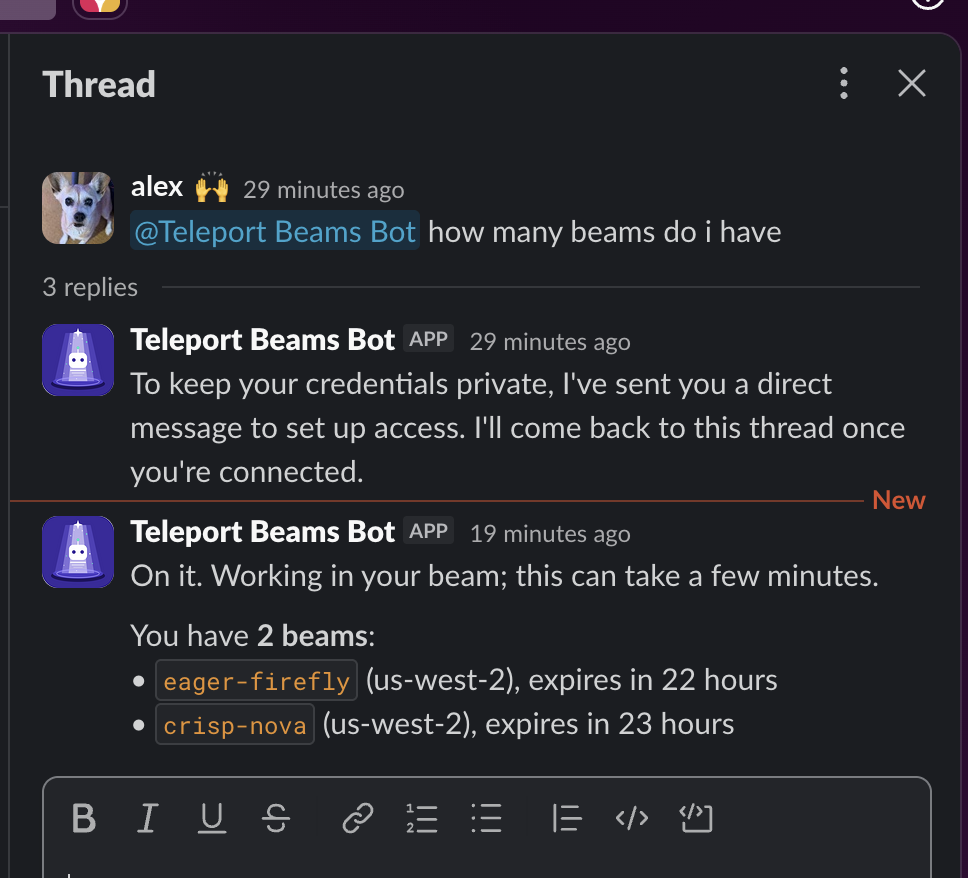 Thread
alex 🙌 29 minutes ago
@Teleport Beams Bot how many beams do i have
3 replies
Teleport Beams Bot APP 29 minutes ago
To keep your credentials private, I've sent you a direct
message to set up access. I'll come back to this thread once
you're connected.
New
Teleport Beams Bot APP 19 minutes ago
On it. Working in your beam; this can take a few minutes.
You have 2 beams:
• eager-firefly (us-west-2), expires in 22 hours
• crisp-nova (us-west-2), expires in 23 hours